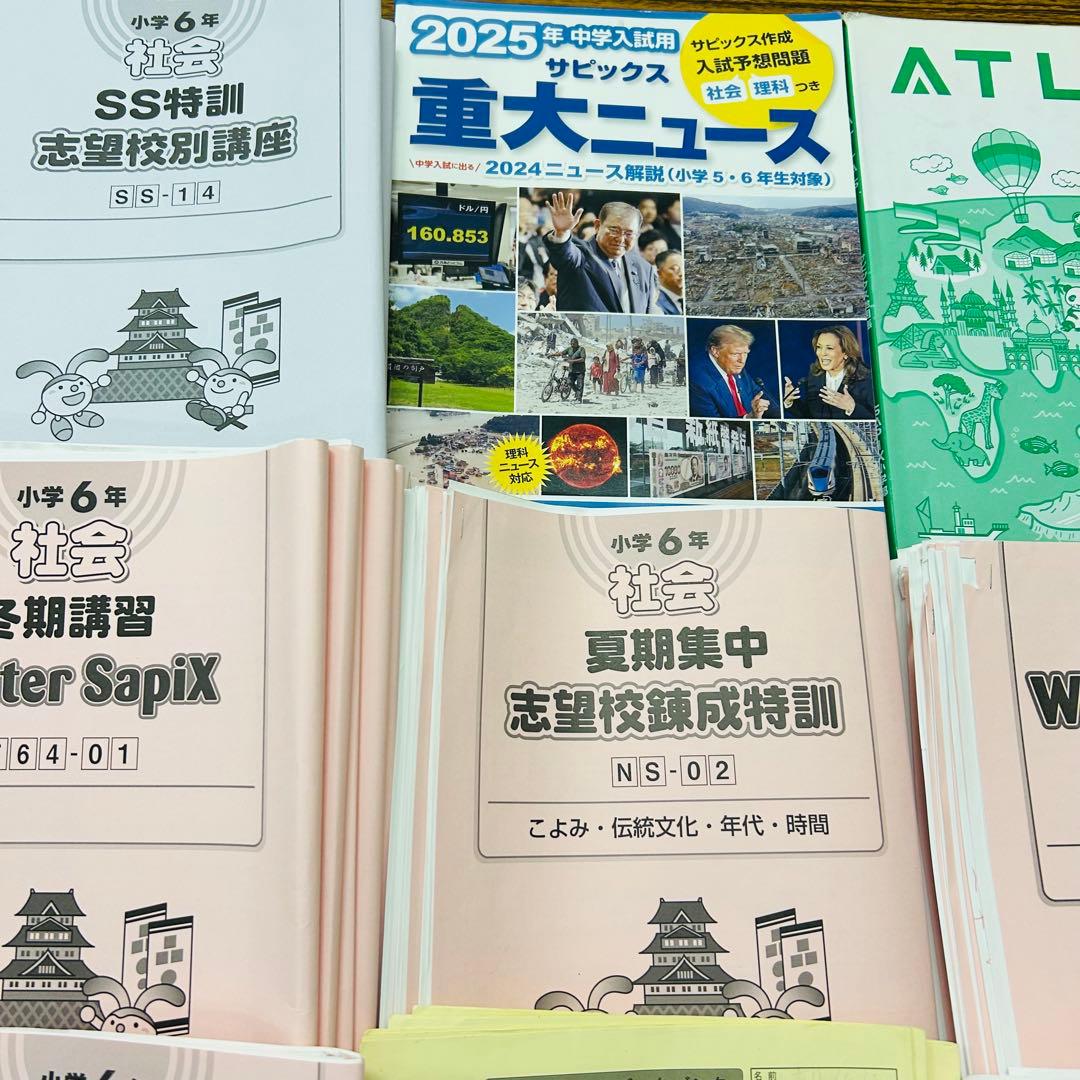 小学6年
社会
SS特訓
志望校別講座
SS-14
2025年 中学入試用
サピックス
重大ニュース
サピックス作成
入試予想問題
社会 理科 つき
\中学入試に出る/ 2024ニュース解説(小学5・6年生対象)
ドル/円
160.853
理科
ニュース
対応
ATL
小学6年
社会
冬期講習
ter SapiX
64-01
小学6年
社会
夏期集中
志望校錬成特訓
NS-02
こよみ・伝統文化・年代・時間
W
小学6年
名前